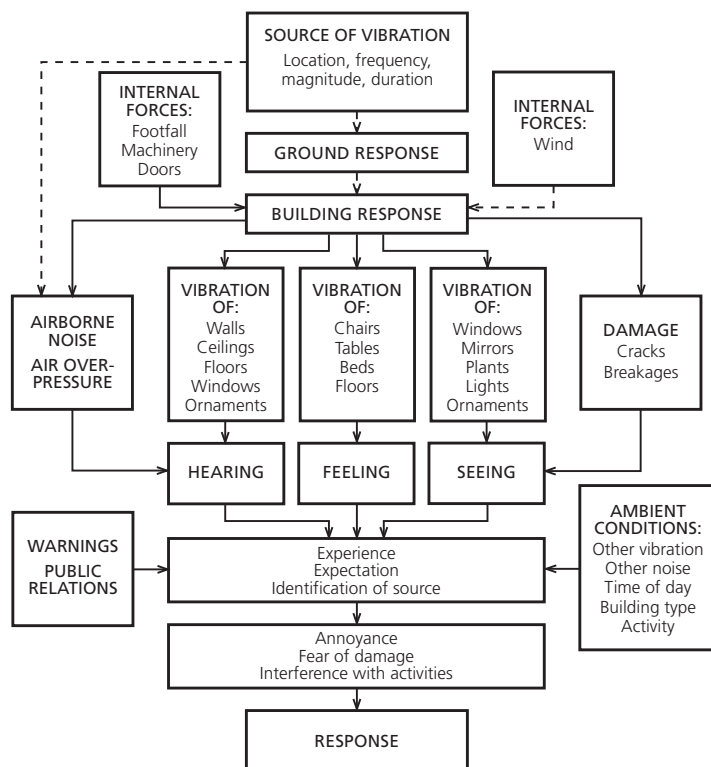 SOURCE OF VIBRATION
Location, frequency,
magnitude, duration
INTERNAL
FORCES:
Footfall
Machinery
Doors
INTERNAL
FORCES:
Wind
GROUND RESPONSE
BUILDING RESPONSE
AIRBORNE
NOISE
AIR OVER-
PRESSURE
VIBRATION
OF:
Walls
Ceilings
Floors
Windows
Ornaments
VIBRATION
OF:
Chairs
Tables
Beds
Floors
VIBRATION
OF:
Windows
Mirrors
Plants
Lights
Ornaments
DAMAGE
Cracks
Breakages
HEARING
FEELING
SEEING
WARNINGS
PUBLIC
RELATIONS
Experience
Expectation
Identification of source
AMBIENT
CONDITIONS:
Other vibration
Other noise
Time of day
Building type
Activity
Annoyance
Fear of damage
Interference with activities
RESPONSE